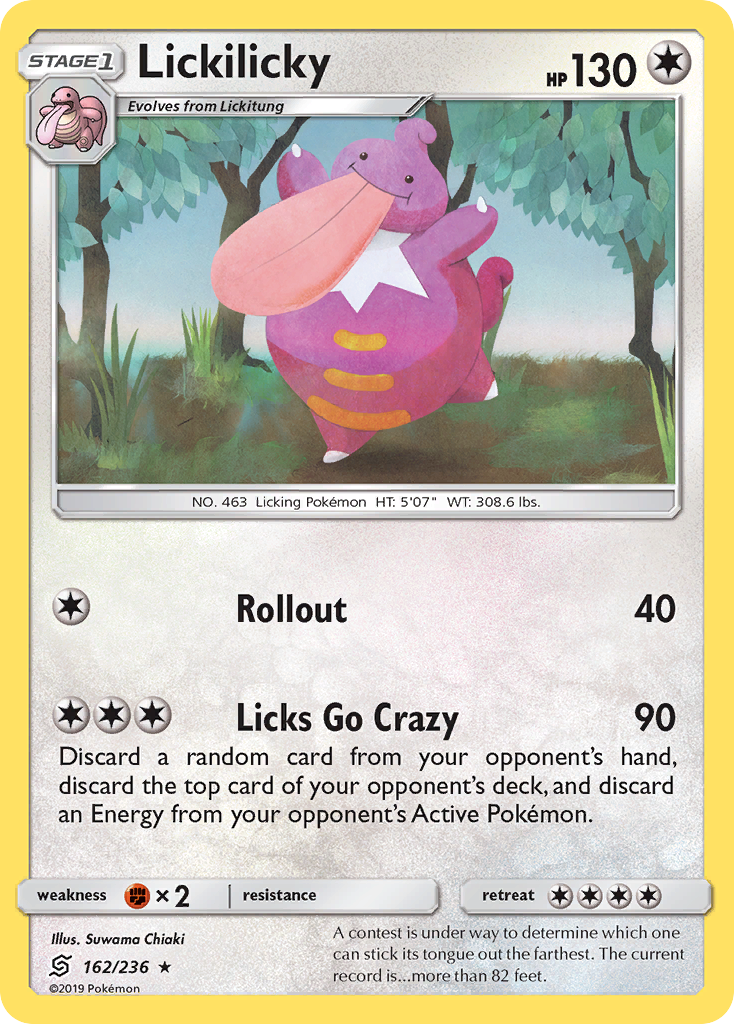 STAGE1
Lickilicky
HP 130
Evolves from Lickitung
NO. 463 Licking Pokémon HT: 5'07" WT: 308.6 lbs.
Rollout 40
Licks Go Crazy 90
Discard a random card from your opponent's hand,
discard the top card of your opponent's deck, and discard
an Energy from your opponent's Active Pokémon.
weakness × 2 resistance retreat
Illus. Suwama Chiaki
162/236 ★
©2019 Pokémon
A contest is under way to determine which one
can stick its tongue out the farthest. The current
record is...more than 82 feet.